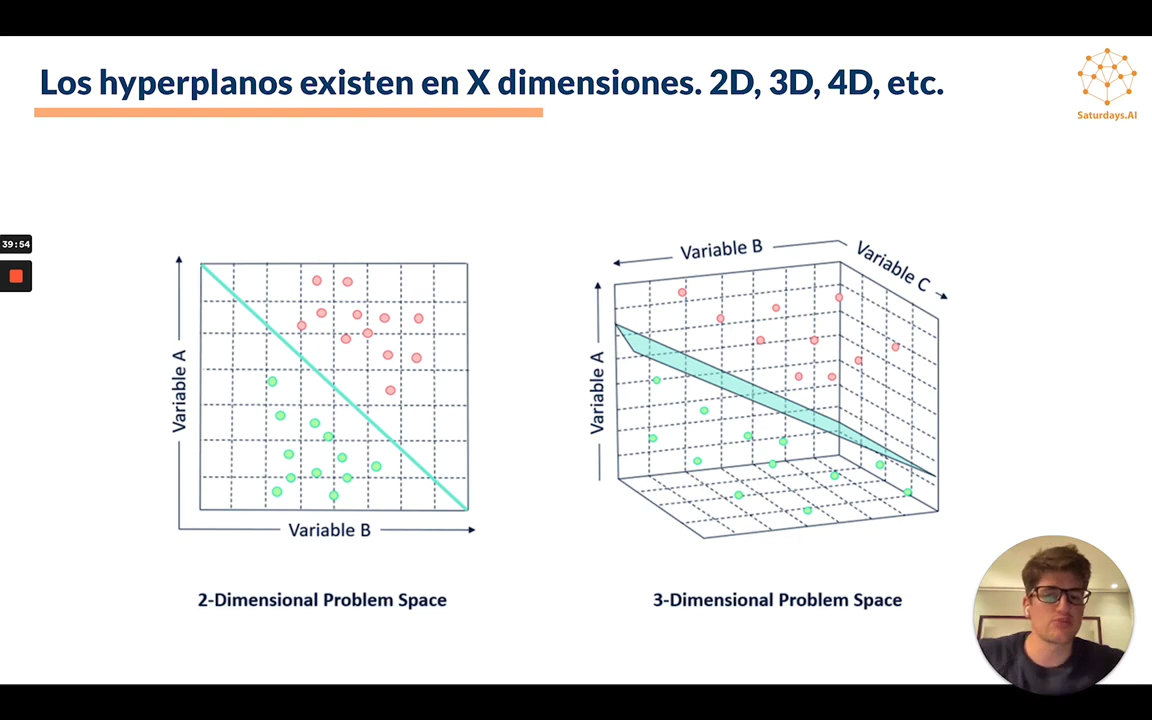 Los hyperplanos existen en X dimensiones. 2D, 3D, 4D, etc.
Saturdays.AI
39:54
Variable A
Variable B
2-Dimensional Problem Space
Variable B
Variable C
Variable A
3-Dimensional Problem Space